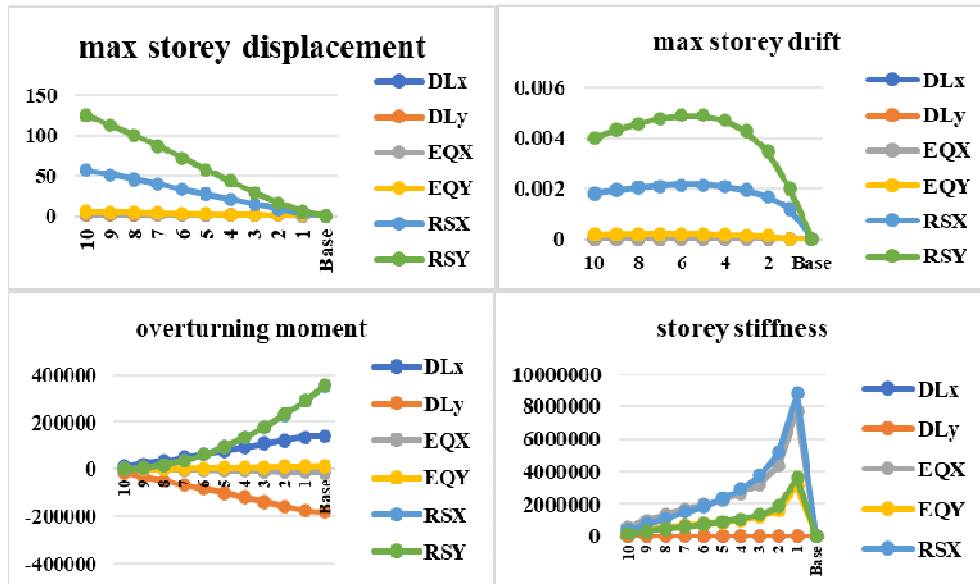 max storey displacement
150
100
50
0
10 9 8 7 6 5 4 3 2 1 Base
DLx
DLy
EQX
EQY
RSX
RSY
max storey drift
0.006
0.004
0.002
0
10 8 6 4 2 Base
DLx
DLy
EQX
EQY
RSX
RSY
overturning moment
400000
200000
0
-200000
-400000
10 9 8 7 6 5 4 3 2 1 Base
DLx
DLy
EQX
EQY
RSX
RSY
storey stiffness
10000000
8000000
6000000
4000000
2000000
0
10 9 8 7 6 5 4 3 2 1 Base
DLx
DLy
EQX
EQY
RSX